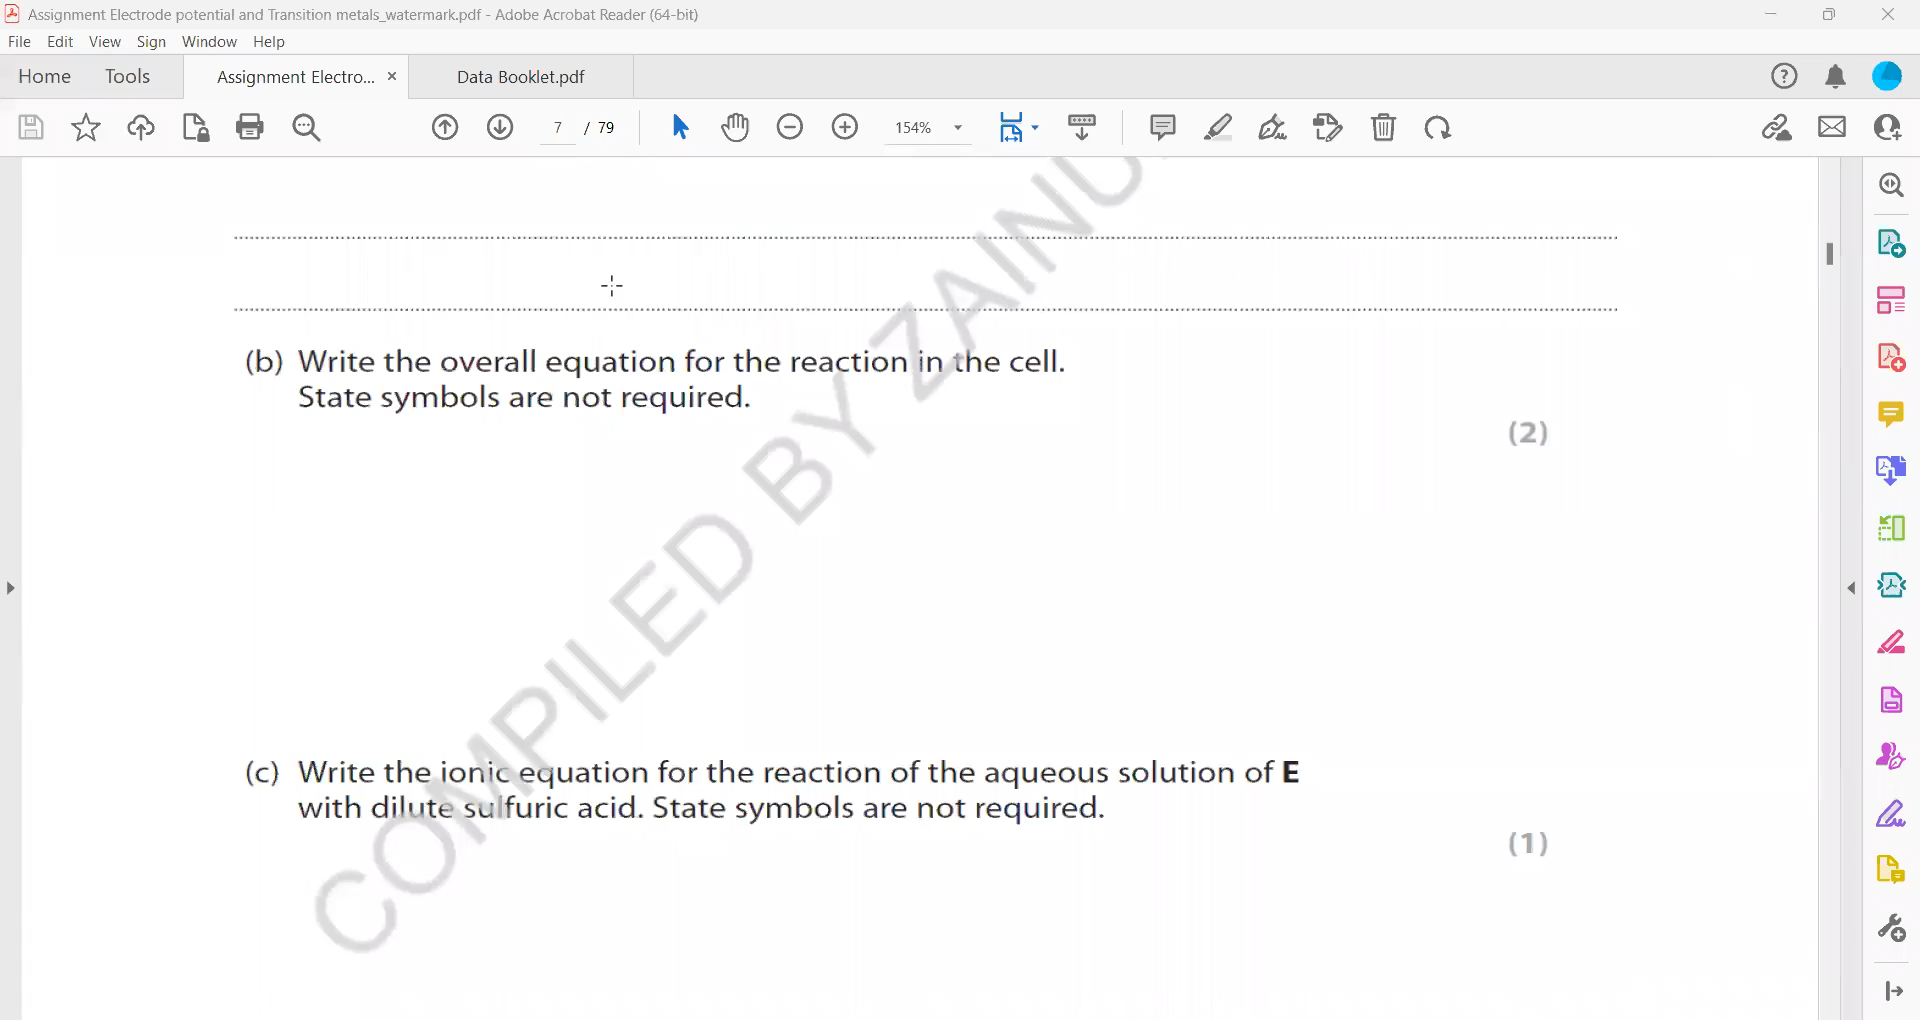 Assignment Electrode potential and Transition metals_watermark.pdf - Adobe Acrobat Reader (64-bit)
File Edit View Sign Window Help
Home Tools Assignment Electro... × Data Booklet.pdf
7 / 79 154%
(b) Write the overall equation for the reaction in the cell.
State symbols are not required.
(2)
(c) Write the ionic equation for the reaction of the aqueous solution of E
with dilute sulfuric acid. State symbols are not required.
(1)
COMPILED BY ZAINU